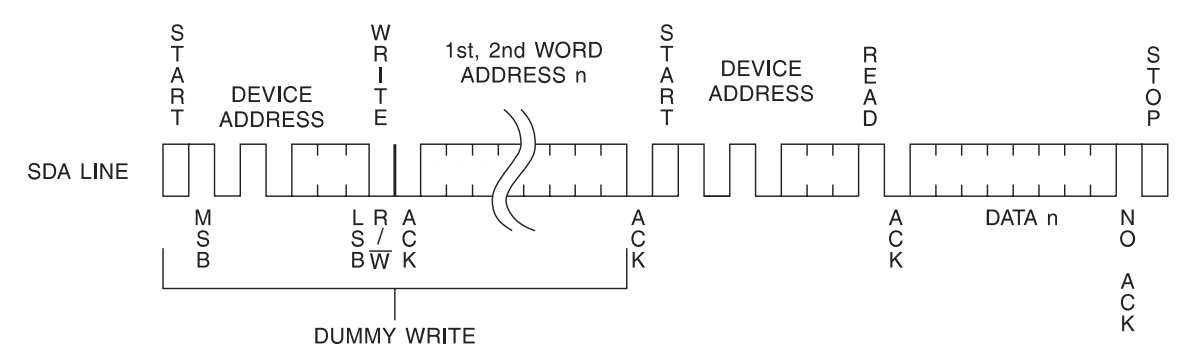 START
WRITE
1st, 2nd WORD
ADDRESS n
START
DEVICE
ADDRESS
READ
STOP
DEVICE
ADDRESS
SDA LINE
MSB
LSB
R/W
ACK
ACK
ACK
DATA n
NO ACK
DUMMY WRITE